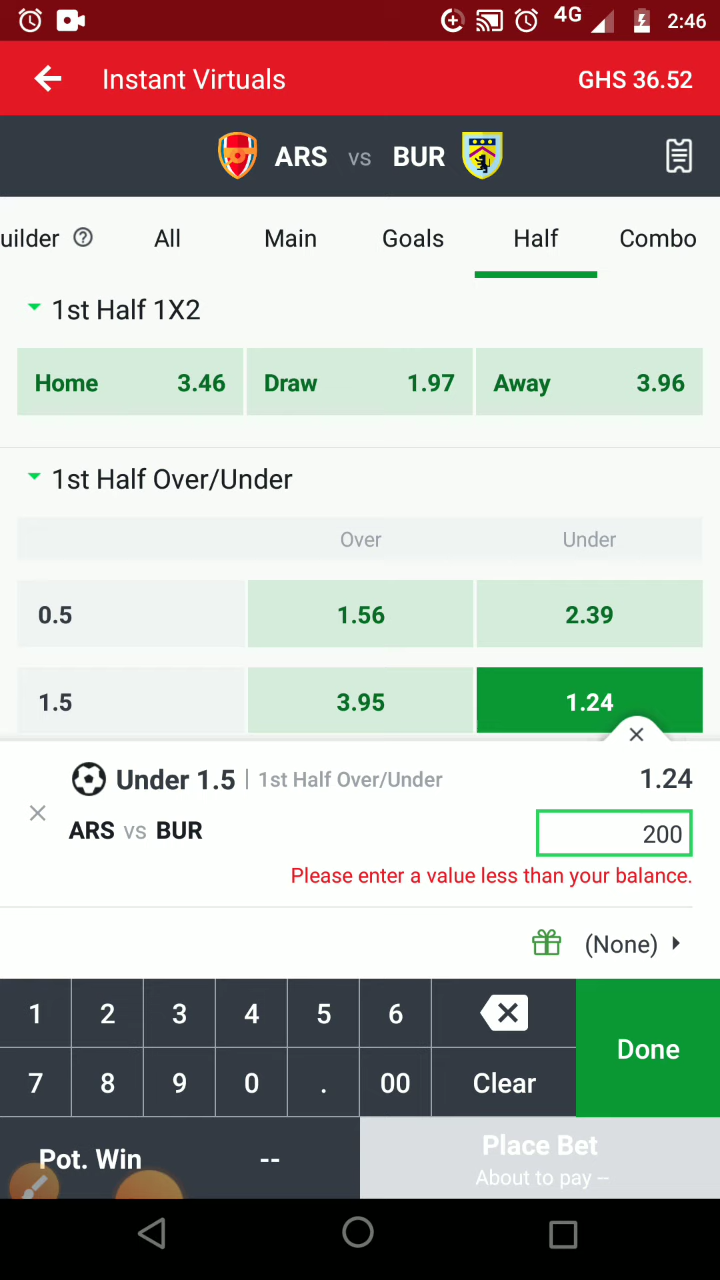 4G 2:46
Instant Virtuals GHS 36.52
ARS vs BUR
uilder ? All Main Goals Half Combo
1st Half 1X2
Home 3.46 Draw 1.97 Away 3.96
1st Half Over/Under
Over Under
0.5 1.56 2.39
1.5 3.95 1.24
Under 1.5 | 1st Half Over/Under 1.24
ARS vs BUR 200
Please enter a value less than your balance.
(None)
1 2 3 4 5 6
Done
7 8 9 0 . 00 Clear
Pot. Win -- Place Bet
About to pay --